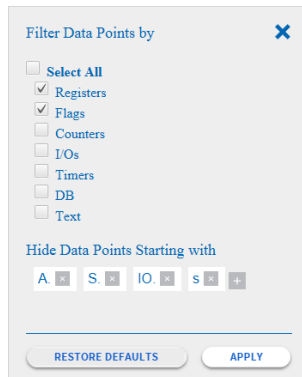 Filter Data Points by
Select All
Registers
Flags
Counters
I/Os
Timers
DB
Text
Hide Data Points Starting with
A. S. IO. s
RESTORE DEFAULTS APPLY